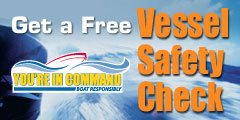 Get a Free
Vessel
Safety
Check
YOU'RE IN COMMAND
BOAT RESPONSIBLY